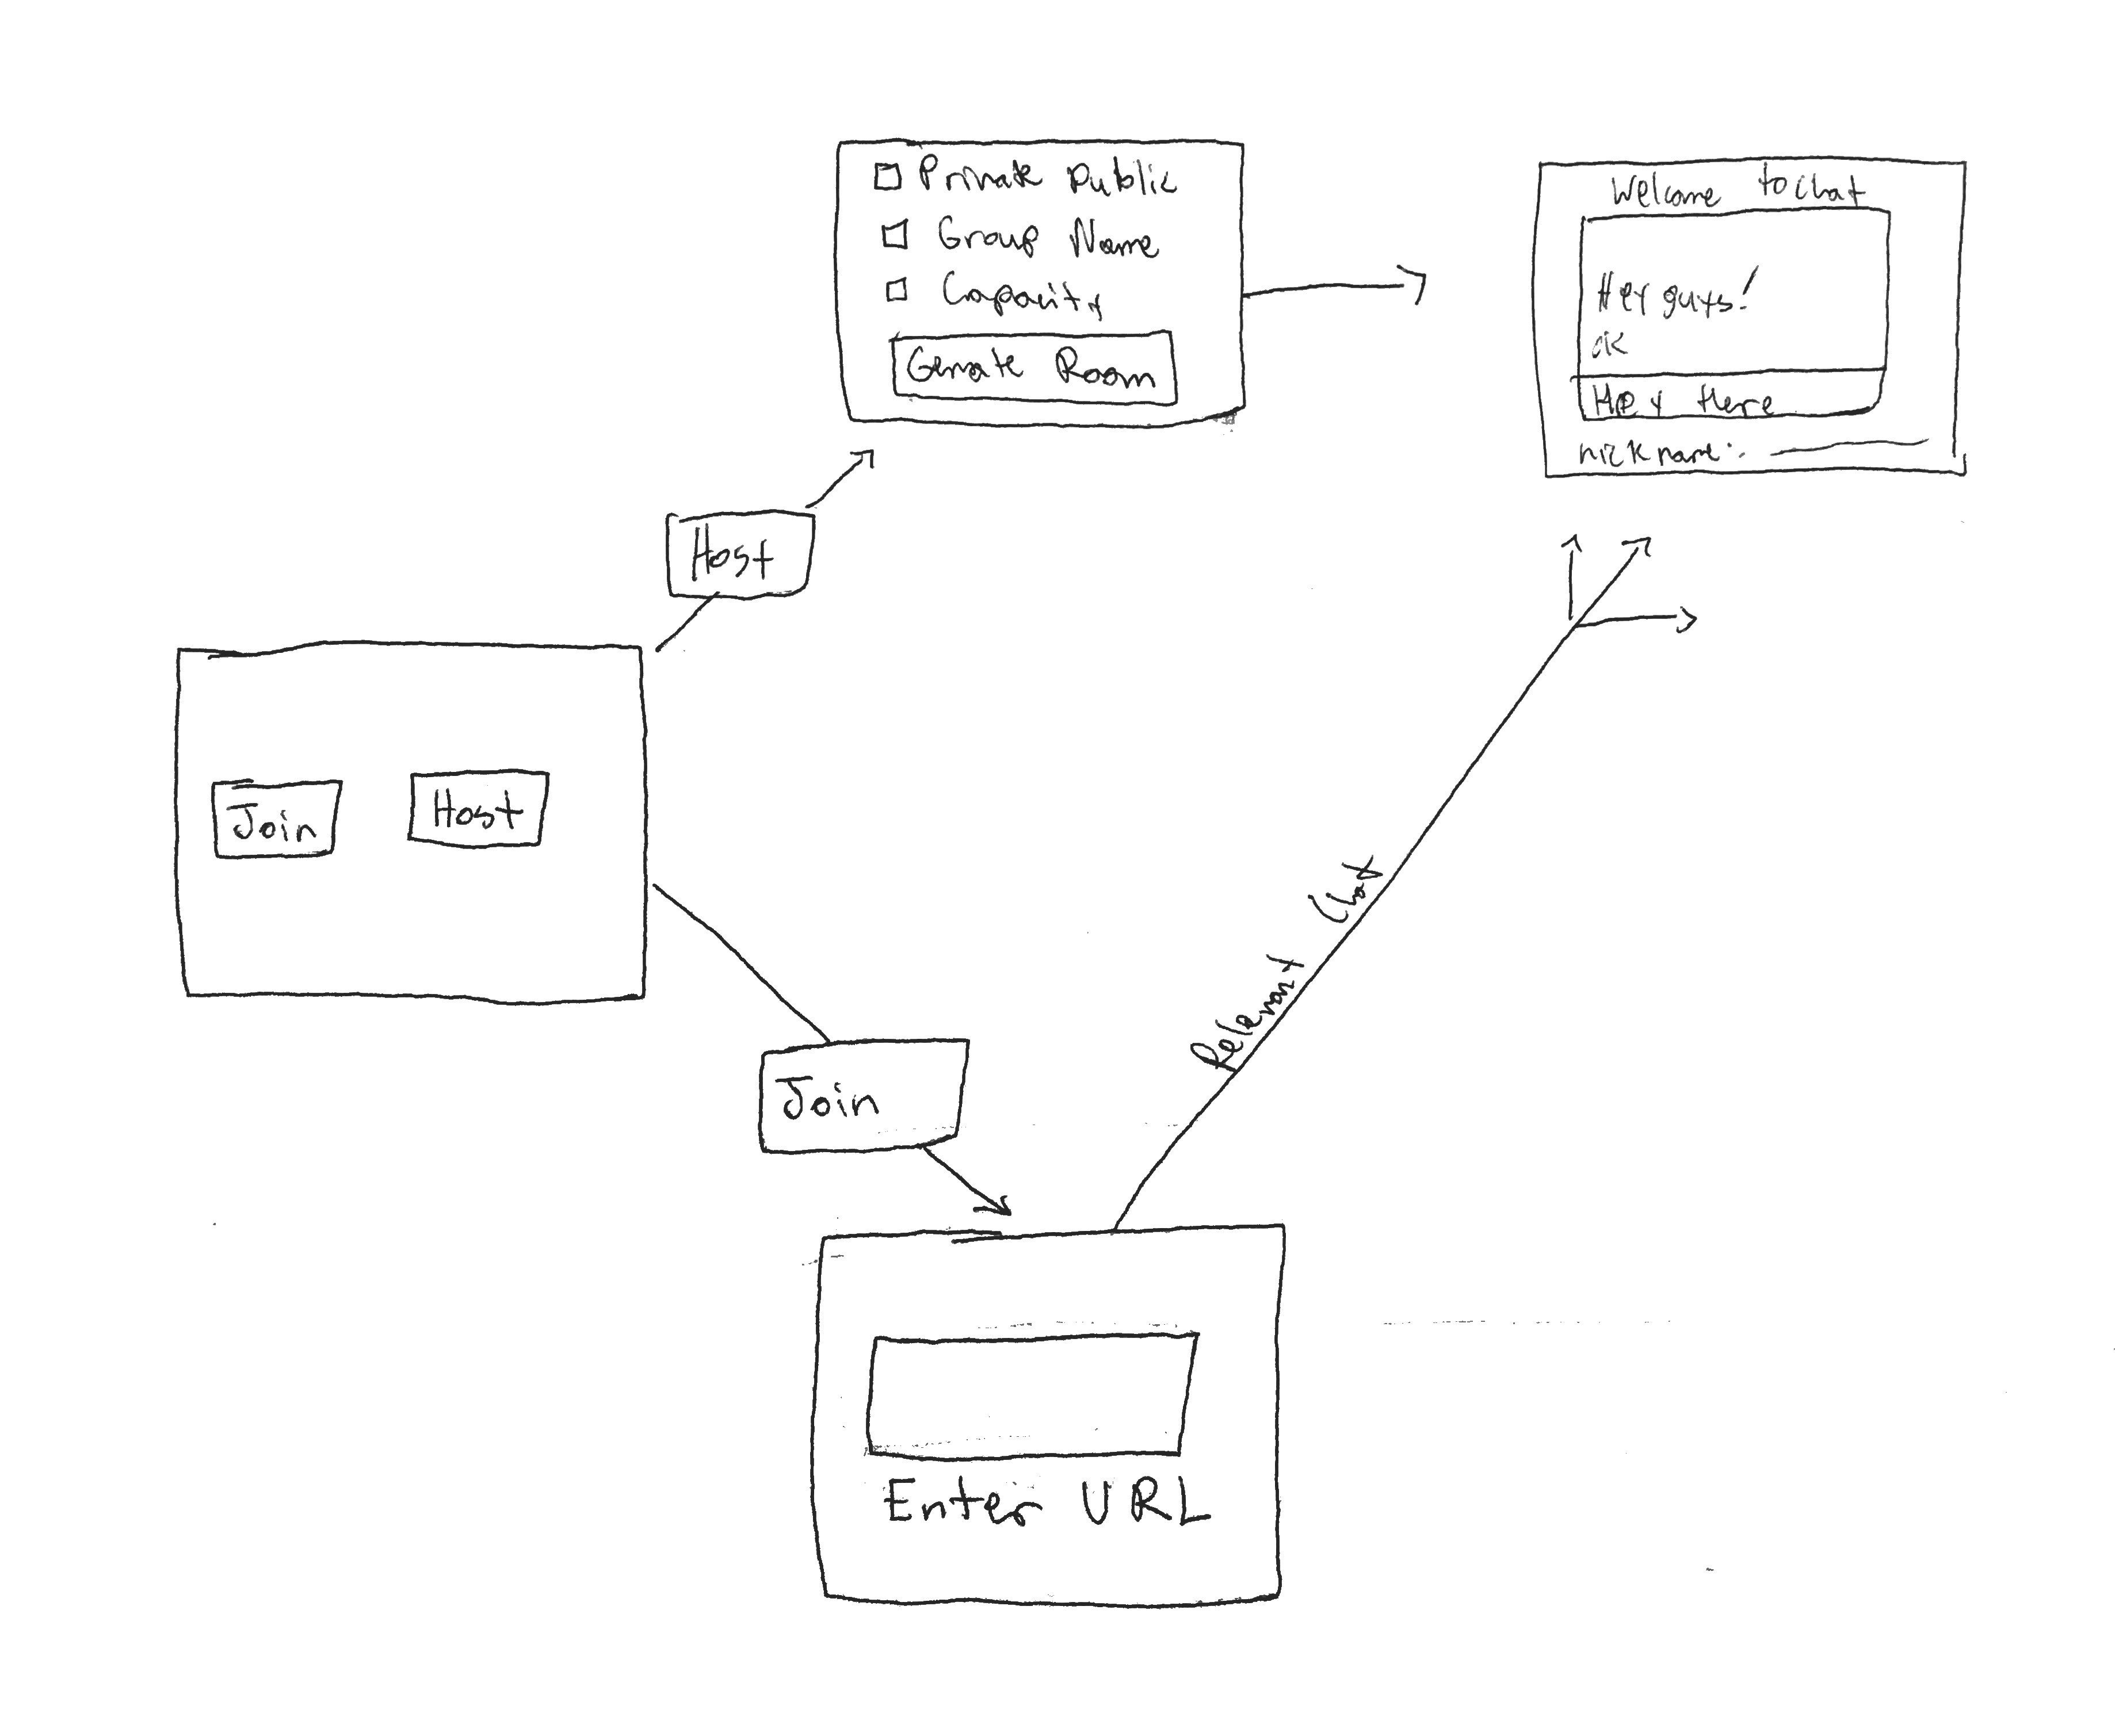 Private Public
Group Name
Capacity
Genrate Room
Welcome to chat
Hey guys!
ok
Hey there
nickname:
Host
Join
Host
Relevant Chat
Join
Enter URL